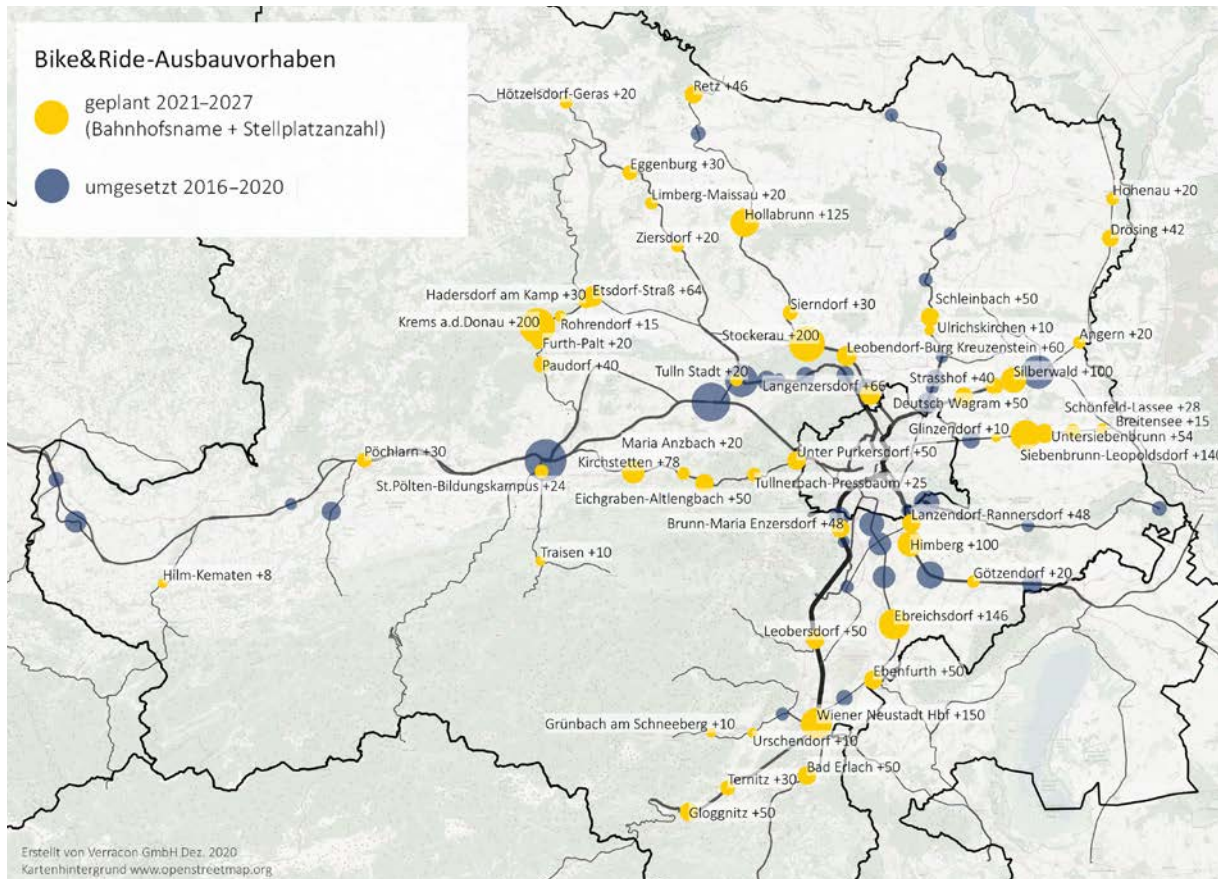 Bike&Ride-Ausbauvorhaben
geplant 2021–2027
(Bahnhofsname + Stellplatzanzahl)
umgesetzt 2016–2020
Hötzelsdorf-Geras +20
Retz +46
Eggenburg +30
Limberg-Maissau +20
Hollabrunn +125
Ziersdorf +20
Hohenau +20
Drösing +42
Hadersdorf am Kamp +30
Etsdorf-Straß +64
Krems a.d.Donau +200
Rohrendorf +15
Furth-Palt +20
Paudorf +40
Sierndorf +30
Stockerau +200
Schleinbach +50
Ulrichskirchen +10
Angern +20
Leobendorf-Burg Kreuzenstein +60
Tulln Stadt +20
Langenzersdorf +66
Strasshof +40
Silberwald +100
Deutsch Wagram +50
Schönfeld-Lassee +28
Glinzendorf +10
Breitensee +15
Untersiebenbrunn +54
Siebenbrunn-Leopoldsdorf +140
Pöchlarn +30
Maria Anzbach +20
Kirchstetten +78
Unter Purkersdorf +50
St.Pölten-Bildungskampus +24
Tullnerbach-Pressbaum +25
Eichgraben-Altlengbach +50
Brunn-Maria Enzersdorf +48
Lanzendorf-Rannersdorf +48
Himberg +100
Traisen +10
Hilm-Kematen +8
Götzendorf +20
Ebreichsdorf +146
Leobersdorf +50
Ebenfurth +50
Grünbach am Schneeberg +10
Wiener Neustadt Hbf +150
Urschendorf +10
Ternitz +30
Bad Erlach +50
Gloggnitz +50
Erstellt von Verracon GmbH Dez. 2020
Kartenhintergrund www.openstreetmap.org